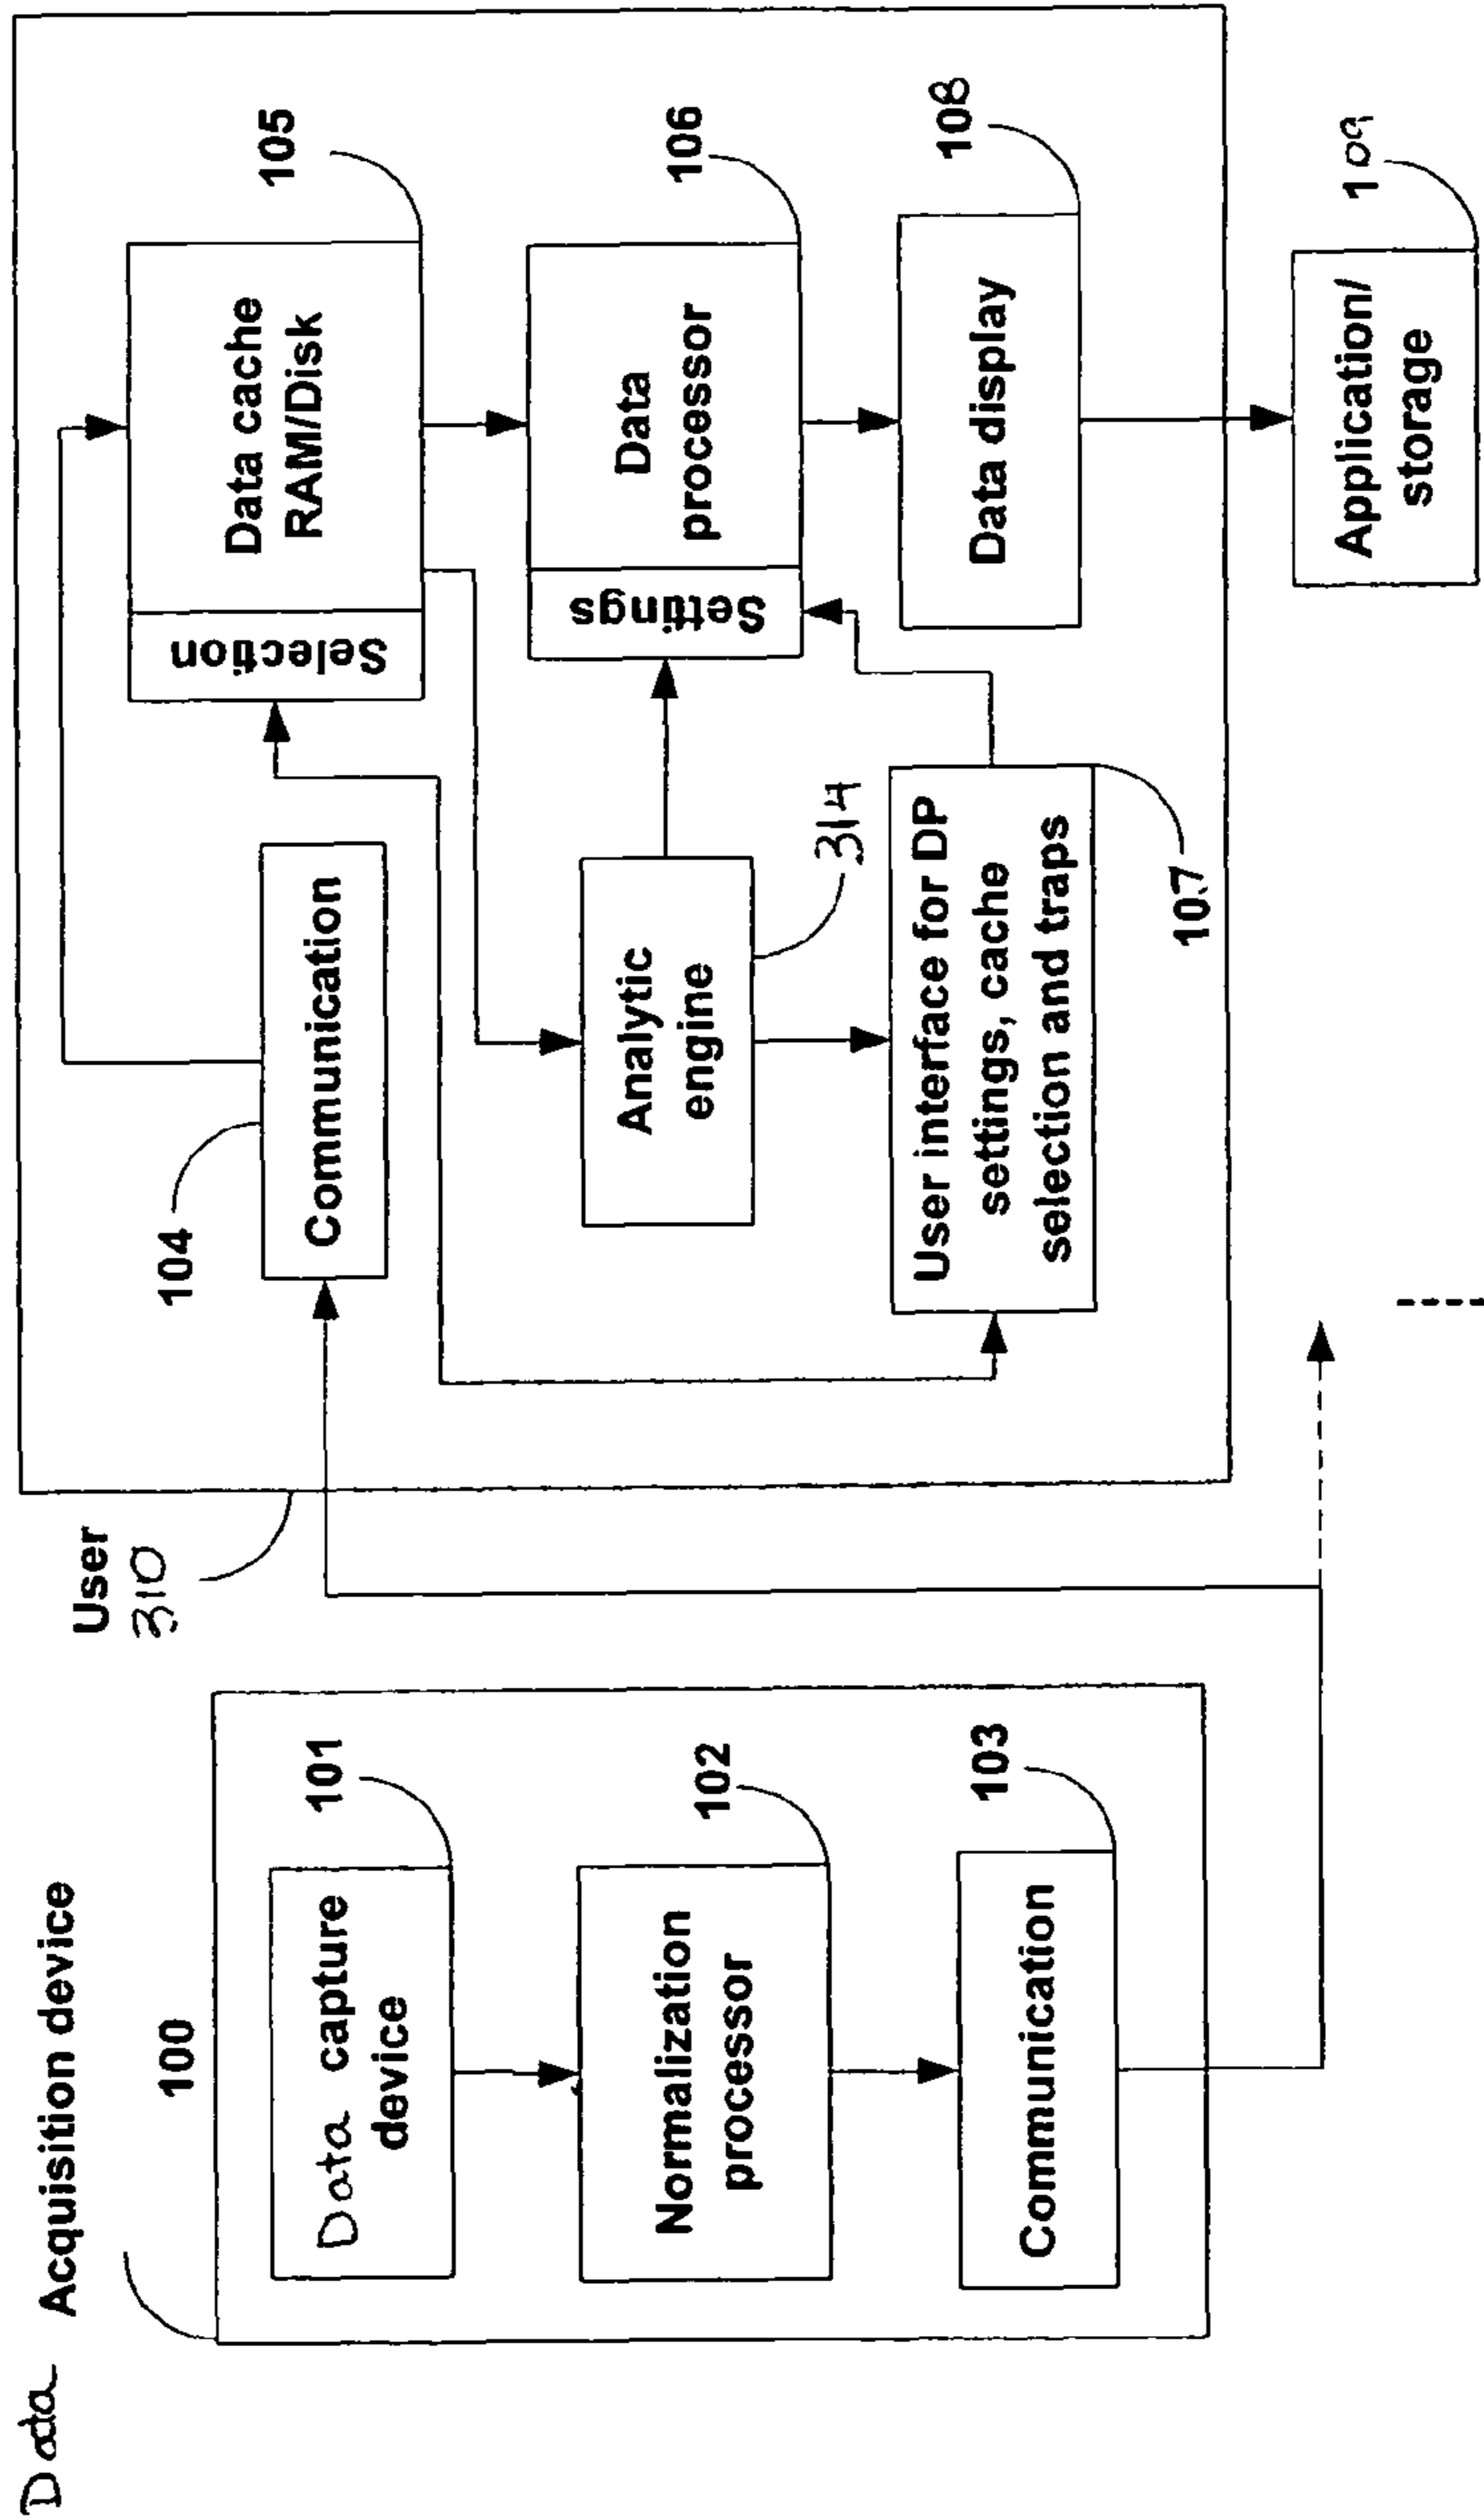 Data Acquisition device
100
Data capture
device
101
Normalization
processor
102
Communication
103
User
310
104
Communication
Selection
Data cache
RAM/Disk
105
Analytic
engine
314
Settings
Data
processor
106
User interface for DP
settings, cache
selection and traps
107
Data display
108
Application/
storage
109